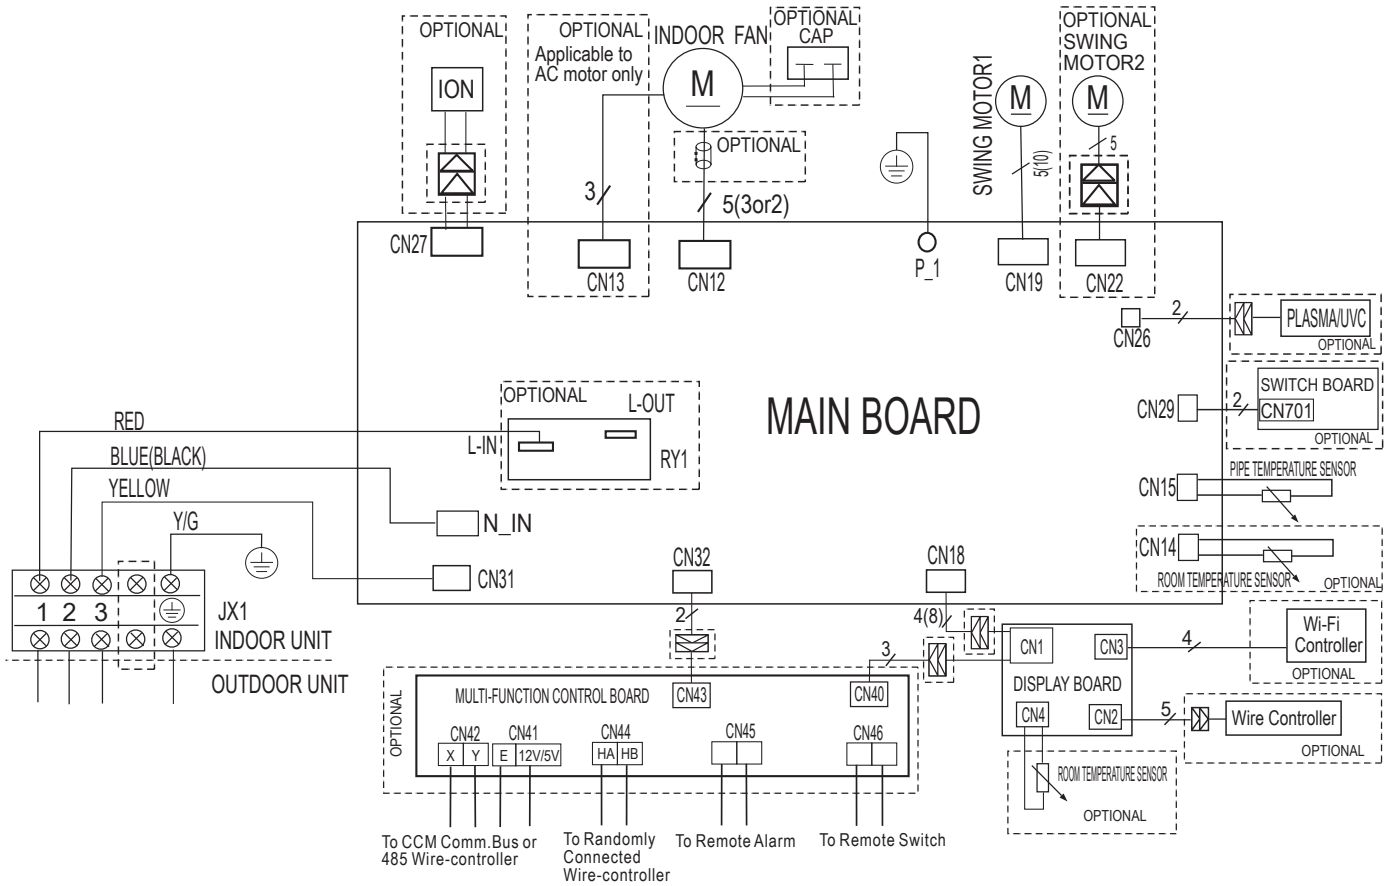 OPTIONAL
ION
CN27
OPTIONAL
Applicable to
AC motor only
3
CN13
INDOOR FAN
M
OPTIONAL
CAP
OPTIONAL
5(3or2)
CN12
P_1
SWING MOTOR1
M
5(10)
CN19
OPTIONAL
SWING
MOTOR2
M
5
CN22
CN26
2
PLASMA/UVC
OPTIONAL
CN29
2
SWITCH BOARD
CN701
OPTIONAL
CN15
PIPE TEMPERATURE SENSOR
CN14
ROOM TEMPERATURE SENSOR
OPTIONAL
MAIN BOARD
OPTIONAL
L-OUT
L-IN
RY1
RED
BLUE(BLACK)
YELLOW
Y/G
N_IN
CN31
1 2 3
JX1
INDOOR UNIT
OUTDOOR UNIT
CN32
2
CN18
4(8)
3
OPTIONAL
MULTI-FUNCTION CONTROL BOARD
CN43
CN40
CN42
X Y
CN41
E 12V/5V
CN44
HA HB
CN45
CN46
To CCM Comm.Bus or
485 Wire-controller
To Randomly
Connected
Wire-controller
To Remote Alarm
To Remote Switch
CN1
CN3
DISPLAY BOARD
CN4
CN2
4
Wi-Fi
Controller
OPTIONAL
5
Wire Controller
OPTIONAL
ROOM TEMPERATURE SENSOR
OPTIONAL